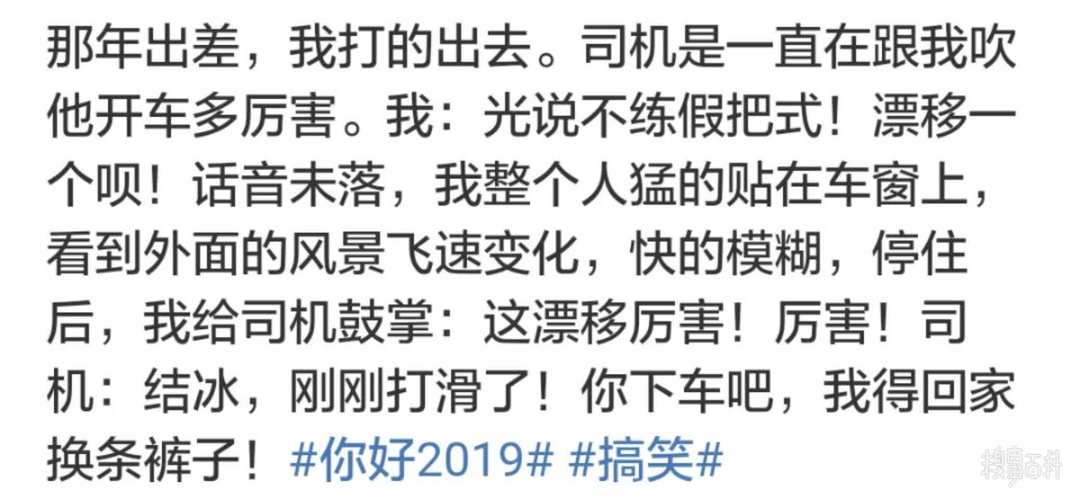 那年出差，我打的出去。司机是一直在跟我吹
他开车多厉害。我：光说不练假把式！漂移一
个呗！话音未落，我整个人猛的贴在车窗上，
看到外面的风景飞速变化，快的模糊，停住
后，我给司机鼓掌：这漂移厉害！厉害！司
机：结冰，刚刚打滑了！你下车吧，我得回家
换条裤子！#你好2019# #搞笑#
搜狗百科